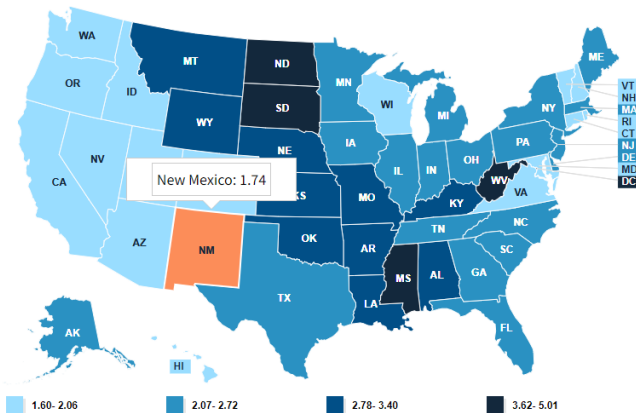 WA
MT
ND
MN
ME
OR
ID
WI
VT
NH
MA
RI
CT
NJ
DE
MD
DC
SD
WY
MI
NY
IA
PA
NE
NV
IL
IN
OH
New Mexico: 1.74
CA
KS
MO
WV
VA
KY
NC
TN
AZ
NM
OK
AR
SC
MS
AL
GA
TX
LA
FL
AK
HI
1.60- 2.06
2.07- 2.72
2.78- 3.40
3.62- 5.01